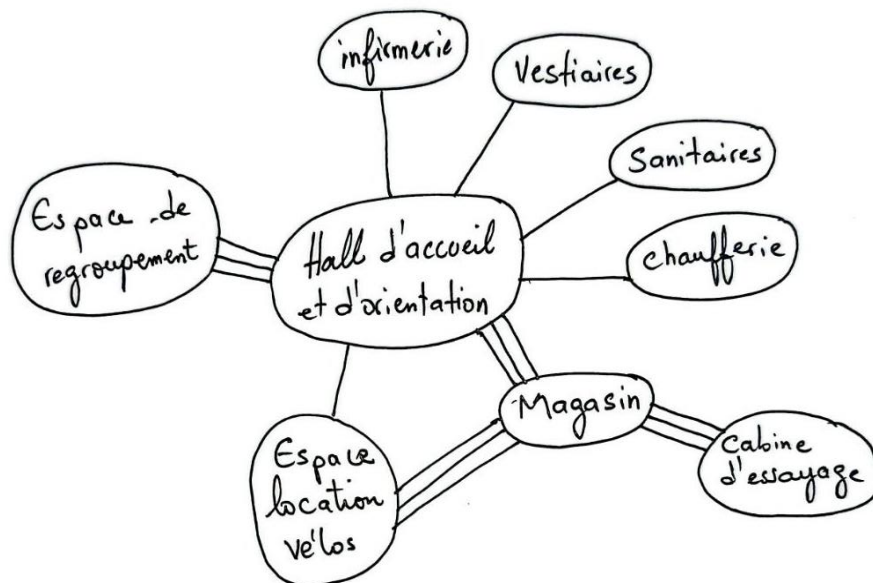 infirmerie
Vestiaires
Sanitaires
Espace de
regroupement
Hall d'accueil
et d'orientation
chaufferie
Magasin
Cabine
d'essayage
Espace
location
vélos